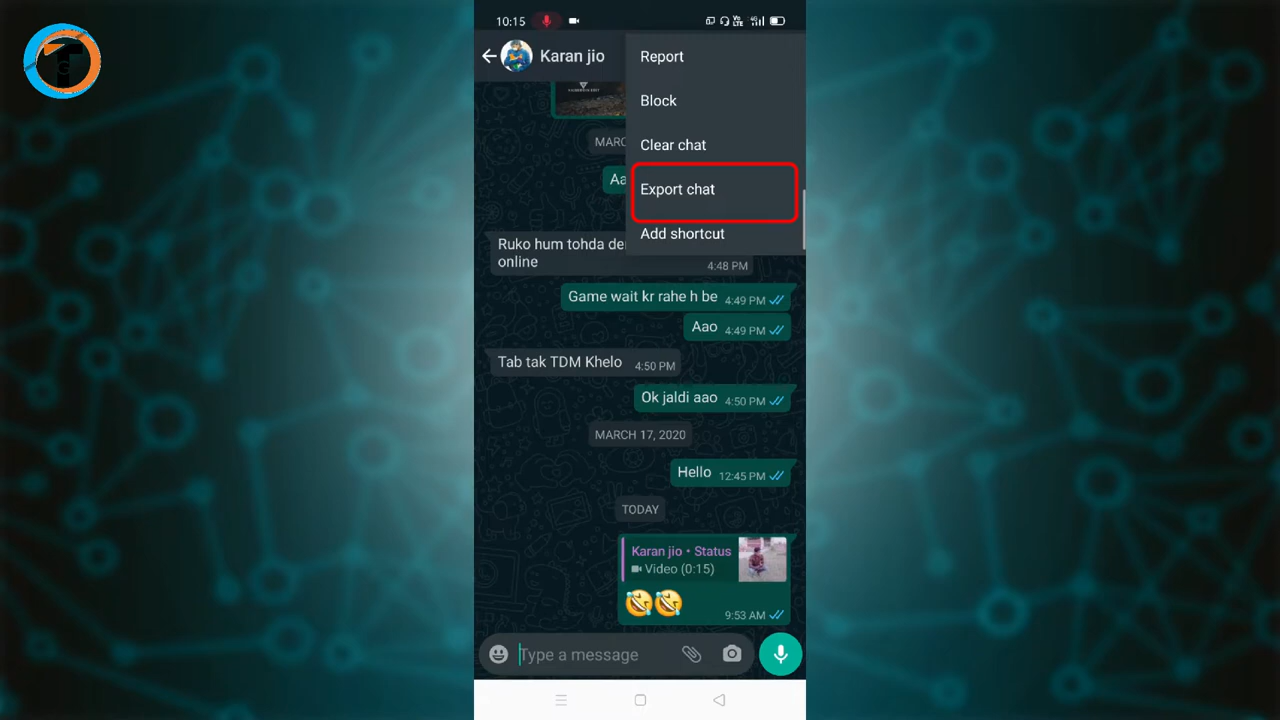 10:15
Karan jio
Report
Block
Clear chat
Export chat
Add shortcut
MARC
Aa
Ruko hum tohda de
online
4:48 PM
Game wait kr rahe h be 4:49 PM
Aao 4:49 PM
Tab tak TDM Khelo 4:50 PM
Ok jaldi aao 4:50 PM
MARCH 17, 2020
Hello 12:45 PM
TODAY
Karan jio • Status
Video (0:15)
9:53 AM
Type a message